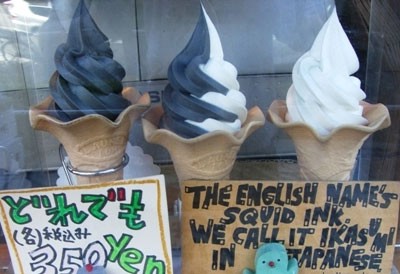 どれでも
(各)税込み
350yen
THE ENGLISH NAME'S
SQUID INK.
WE CALL IT IKASUMI
IN JAPANESE